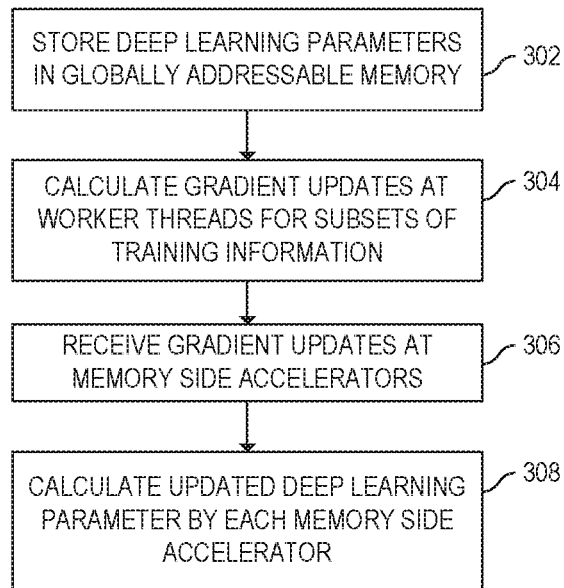 STORE DEEP LEARNING PARAMETERS
IN GLOBALLY ADDRESSABLE MEMORY
302
CALCULATE GRADIENT UPDATES AT
WORKER THREADS FOR SUBSETS OF
TRAINING INFORMATION
304
RECEIVE GRADIENT UPDATES AT
MEMORY SIDE ACCELERATORS
306
CALCULATE UPDATED DEEP LEARNING
PARAMETER BY EACH MEMORY SIDE
ACCELERATOR
308